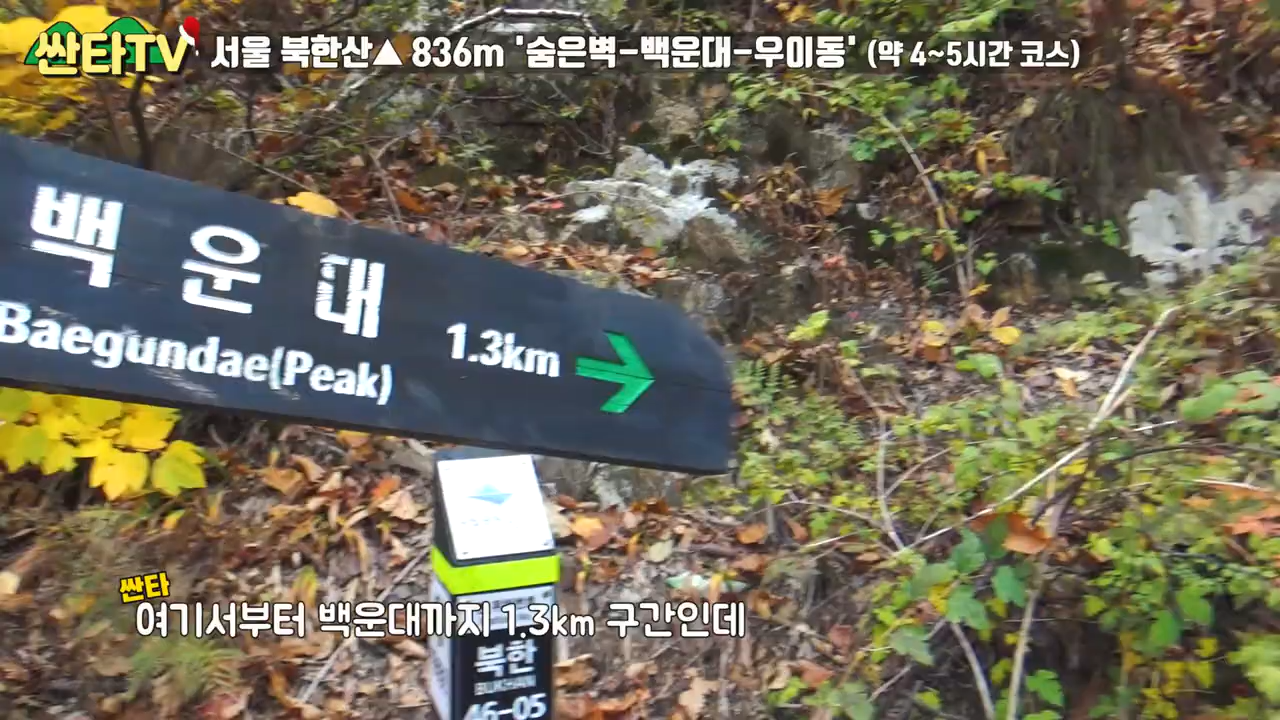 싼타TV
서울 북한산▲ 836m '숨은벽-백운대-우이동' (약 4~5시간 코스)
백운대
Baegundae(Peak)
1.3km
싼타
여기서부터 백운대까지 1.3km 구간인데
북한
BUKHAN
46-05